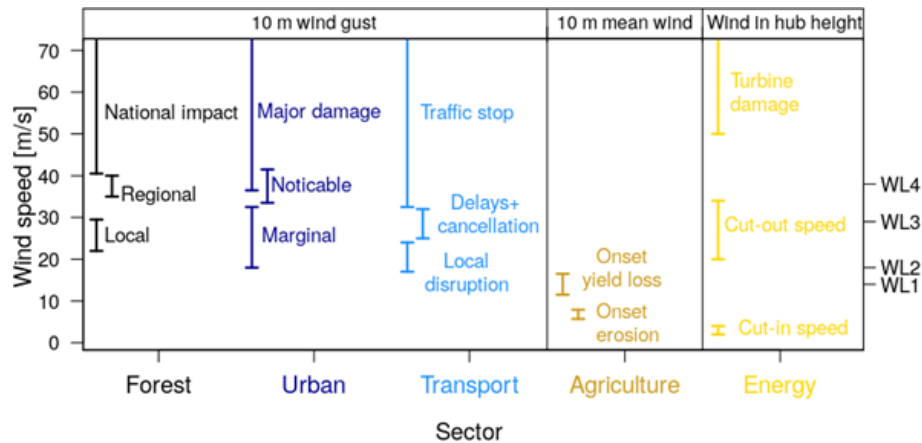 10 m wind gust
10 m mean wind
Wind in hub height
Wind speed [m/s]
70
60
50
40
30
20
10
0
National impact
Regional
Local
Major damage
Noticable
Marginal
Traffic stop
Delays+
cancellation
Local
disruption
Onset
yield loss
Onset
erosion
Turbine
damage
Cut-out speed
Cut-in speed
WL4
WL3
WL2
WL1
Forest
Urban
Transport
Agriculture
Energy
Sector